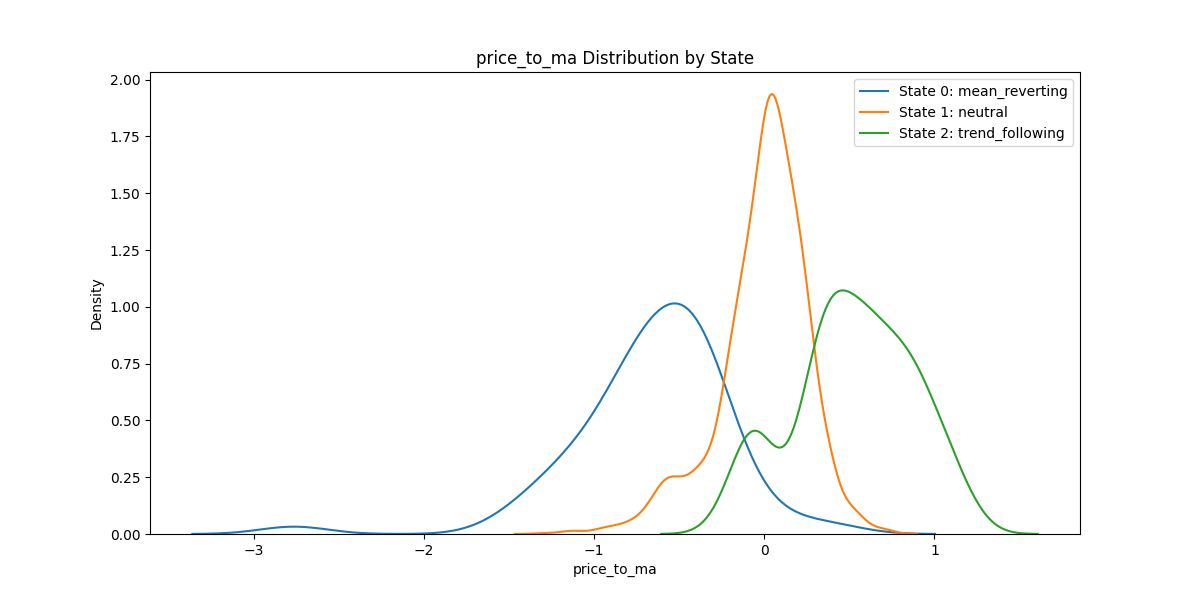 price_to_ma Distribution by State
State 0: mean_reverting
State 1: neutral
State 2: trend_following
Density
2.00
1.75
1.50
1.25
1.00
0.75
0.50
0.25
0.00
−3
−2
−1
0
1
price_to_ma